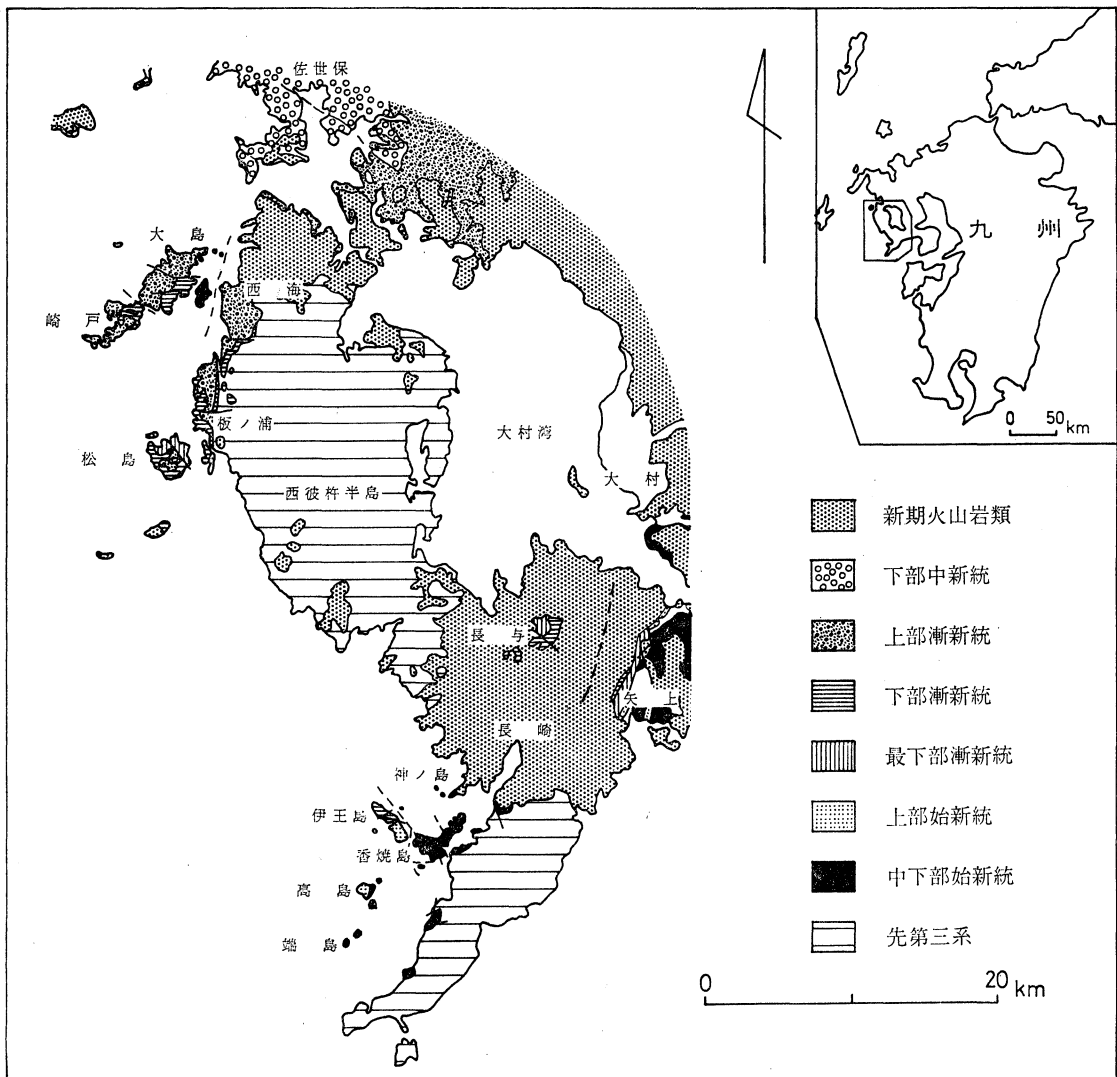 佐世保
大島
西海
崎戸
板ノ浦
松島
西彼杵半島
大村湾
大村
長与
矢上
長崎
神ノ島
伊王島
香焼島
高島
端島
九州
0 50 km
新期火山岩類
下部中新統
上部漸新統
下部漸新統
最下部漸新統
上部始新統
中下部始新統
先第三系
0 20 km